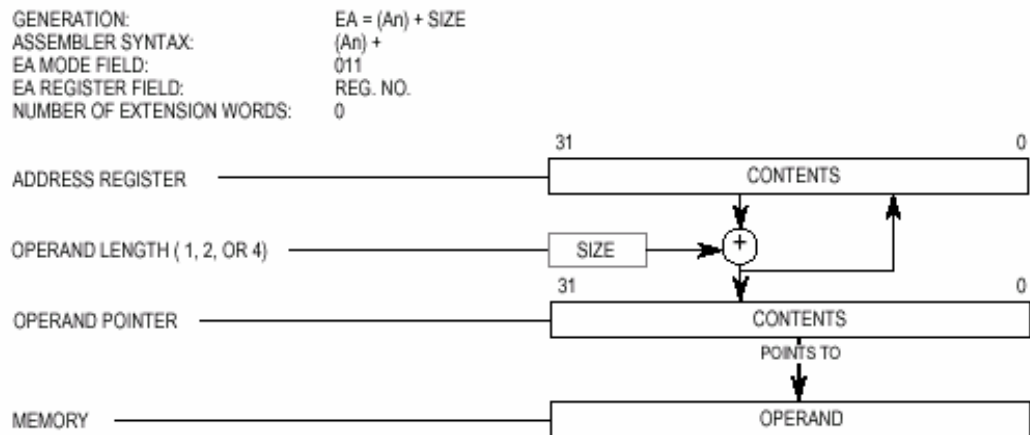 GENERATION: EA = (An) + SIZE
ASSEMBLER SYNTAX: (An) +
EA MODE FIELD: 011
EA REGISTER FIELD: REG. NO.
NUMBER OF EXTENSION WORDS: 0
31 0
ADDRESS REGISTER CONTENTS
OPERAND LENGTH ( 1, 2, OR 4) SIZE +
31 0
OPERAND POINTER CONTENTS
POINTS TO
MEMORY OPERAND